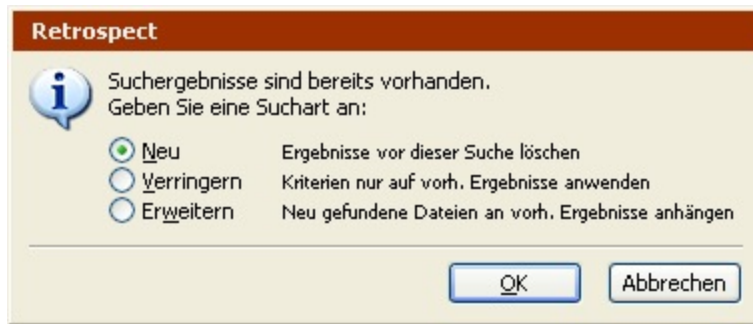 Retrospect
Suchergebnisse sind bereits vorhanden.
Geben Sie eine Suchart an:
Neu Ergebnisse vor dieser Suche löschen
Verringern Kriterien nur auf vorh. Ergebnisse anwenden
Erweitern Neu gefundene Dateien an vorh. Ergebnisse anhängen
OK Abbrechen